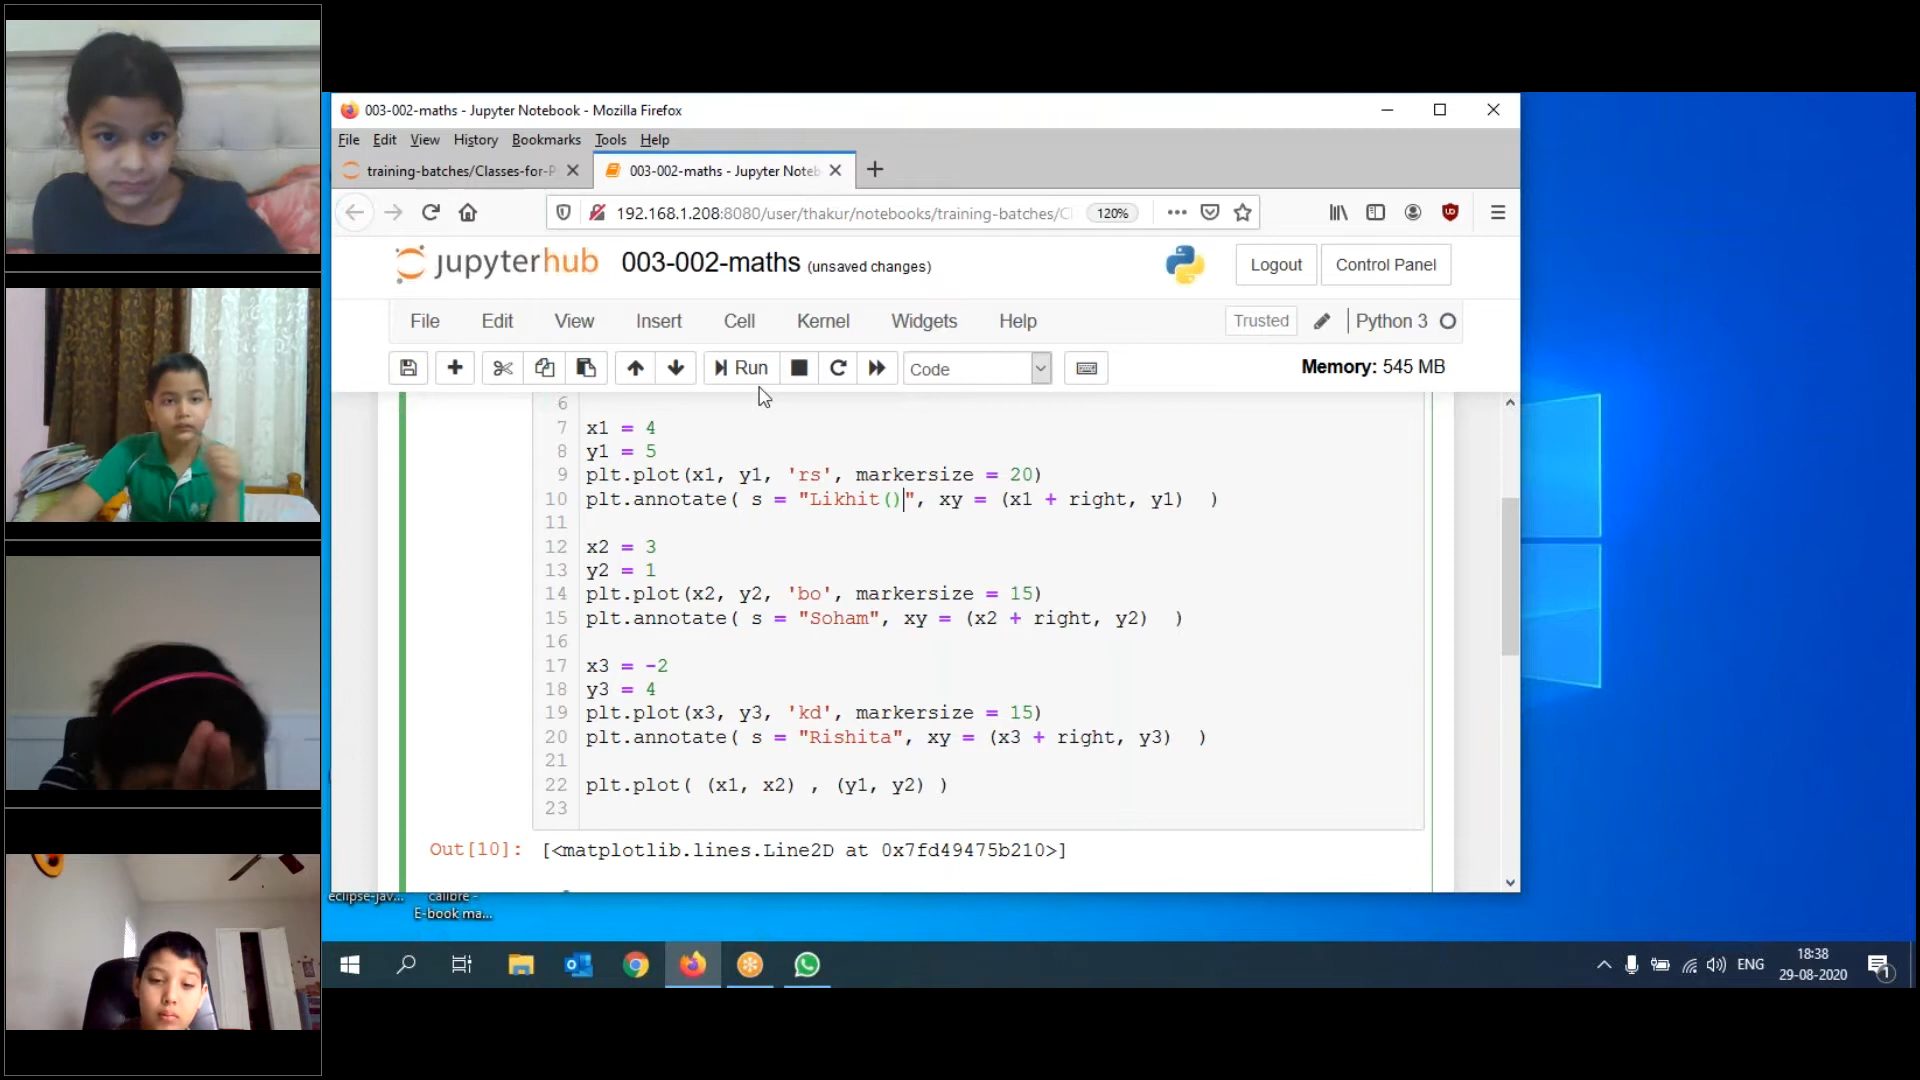 003-002-maths - Jupyter Notebook - Mozilla Firefox
File Edit View History Bookmarks Tools Help
training-batches/Classes-for-P
003-002-maths - Jupyter Noteb
192.168.1.208:8080/user/thakur/notebooks/training-batches/C
120%
jupyterhub 003-002-maths (unsaved changes)
Logout Control Panel
File Edit View Insert Cell Kernel Widgets Help
Trusted Python 3
Run Code Memory: 545 MB
6
7 x1 = 4
8 y1 = 5
9 plt.plot(x1, y1, 'rs', markersize = 20)
10 plt.annotate( s = "Likhit()", xy = (x1 + right, y1) )
11
12 x2 = 3
13 y2 = 1
14 plt.plot(x2, y2, 'bo', markersize = 15)
15 plt.annotate( s = "Soham", xy = (x2 + right, y2) )
16
17 x3 = -2
18 y3 = 4
19 plt.plot(x3, y3, 'kd', markersize = 15)
20 plt.annotate( s = "Rishita", xy = (x3 + right, y3) )
21
22 plt.plot( (x1, x2) , (y1, y2) )
23
Out[10]: [<matplotlib.lines.Line2D at 0x7fd49475b210>]
eclipse-jav... calibre -
E-book ma...
ENG
18:38
29-08-2020
1